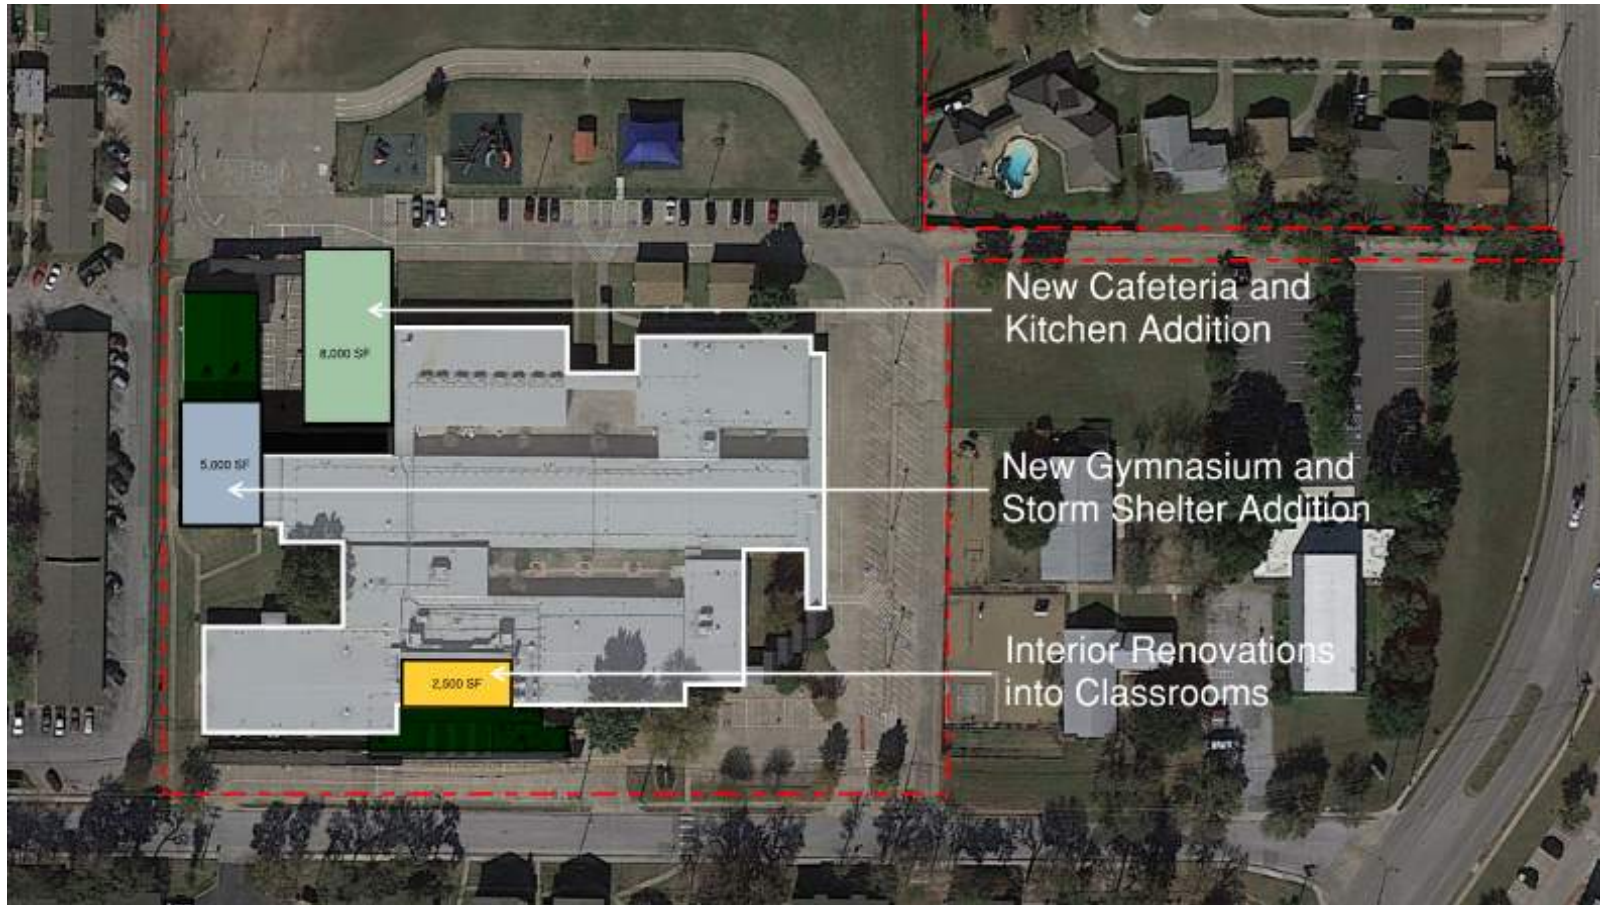 New Cafeteria and
Kitchen Addition
8,000 SF
5,000 SF
New Gymnasium and
Storm Shelter Addition
Interior Renovations
into Classrooms
2,500 SF